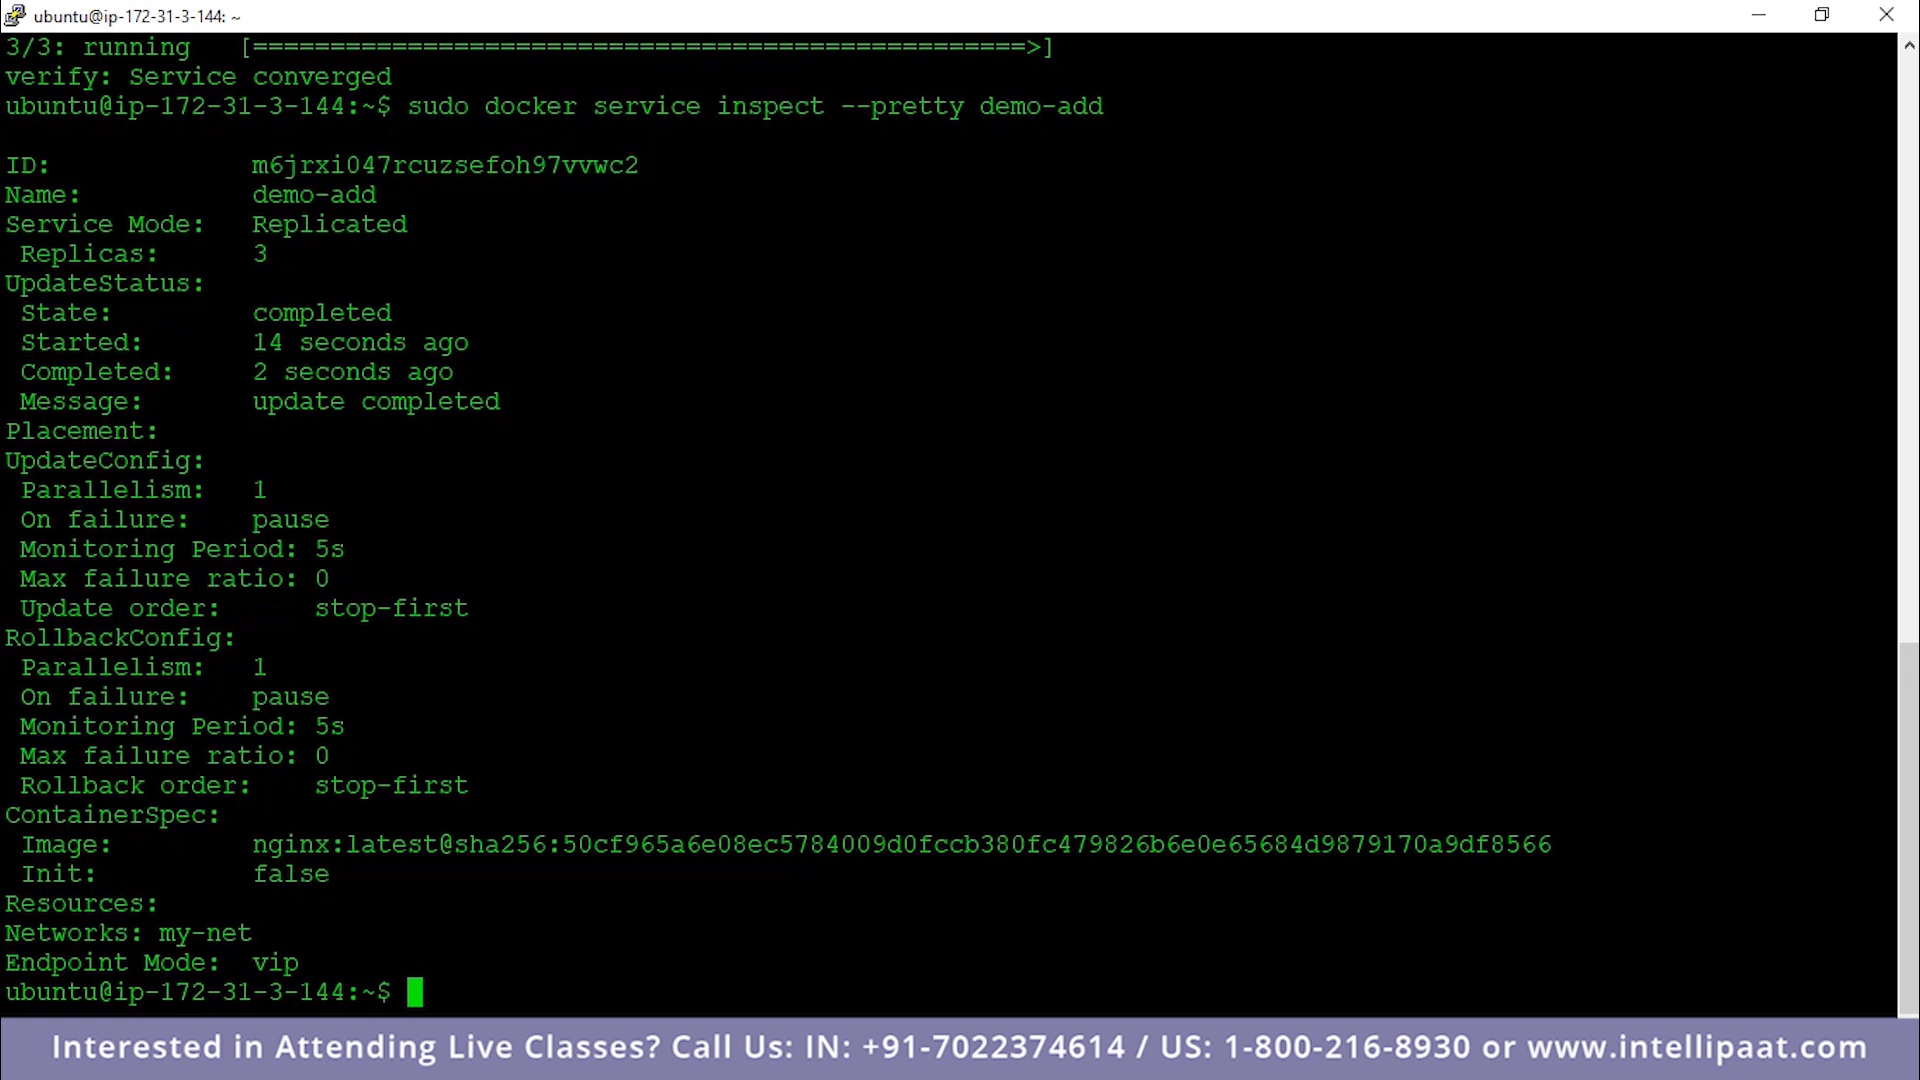 ubuntu@ip-172-31-3-144: ~
3/3: running [==================================================>]
verify: Service converged
ubuntu@ip-172-31-3-144:~$ sudo docker service inspect --pretty demo-add
ID: m6jrxi047rcuzsefoh97vvwc2
Name: demo-add
Service Mode: Replicated
Replicas: 3
UpdateStatus:
State: completed
Started: 14 seconds ago
Completed: 2 seconds ago
Message: update completed
Placement:
UpdateConfig:
Parallelism: 1
On failure: pause
Monitoring Period: 5s
Max failure ratio: 0
Update order: stop-first
RollbackConfig:
Parallelism: 1
On failure: pause
Monitoring Period: 5s
Max failure ratio: 0
Rollback order: stop-first
ContainerSpec:
Image: nginx:latest@sha256:50cf965a6e08ec5784009d0fccb380fc479826b6e0e65684d9879170a9df8566
Init: false
Resources:
Networks: my-net
Endpoint Mode: vip
ubuntu@ip-172-31-3-144:~$
Interested in Attending Live Classes? Call Us: IN: +91-7022374614 / US: 1-800-216-8930 or www.intellipaat.com